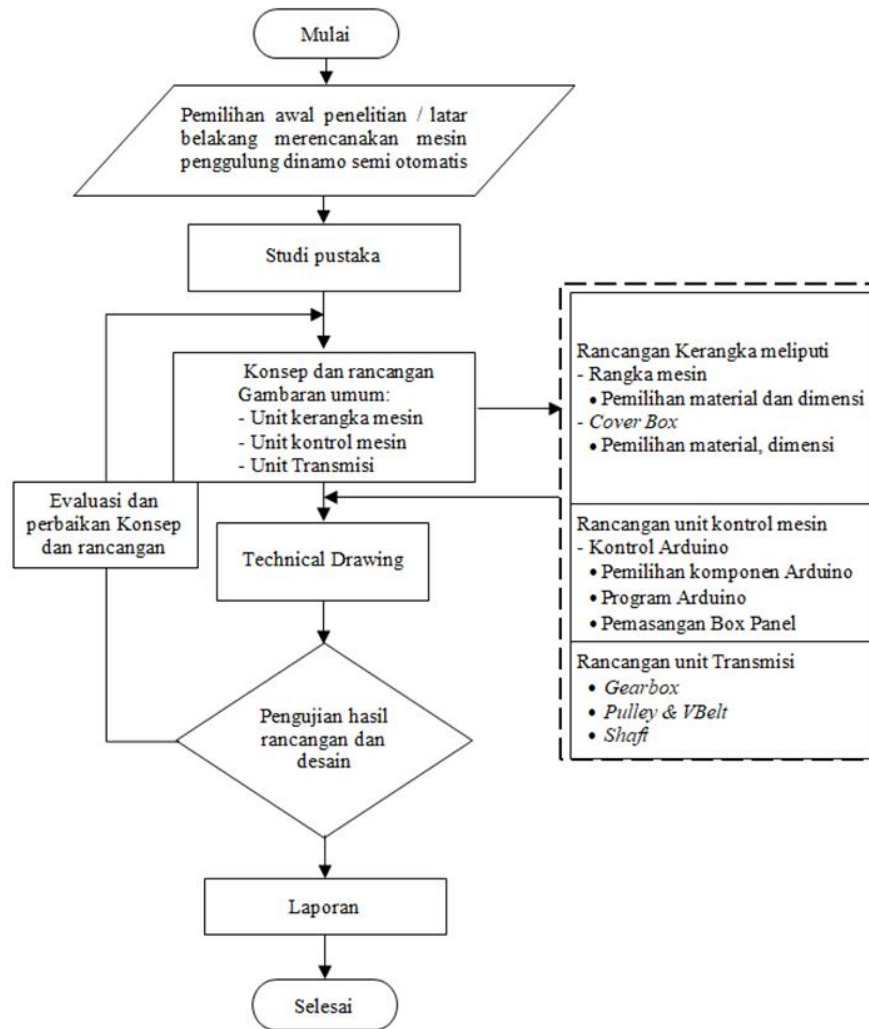 Mulai
Pemilihan awal penelitian / latar
belakang merencanakan mesin
penggulung dinamo semi otomatis
Studi pustaka
Konsep dan rancangan
Gambaran umum:
- Unit kerangka mesin
- Unit kontrol mesin
- Unit Transmisi
Rancangan Kerangka meliputi
- Rangka mesin
• Pemilihan material dan dimensi
- Cover Box
• Pemilihan material, dimensi
Rancangan unit kontrol mesin
- Kontrol Arduino
• Pemilihan komponen Arduino
• Program Arduino
• Pemasangan Box Panel
Rancangan unit Transmisi
• Gearbox
• Pulley & VBelt
• Shaft
Evaluasi dan
perbaikan Konsep
dan rancangan
Technical Drawing
Pengujian hasil
rancangan dan
desain
Laporan
Selesai